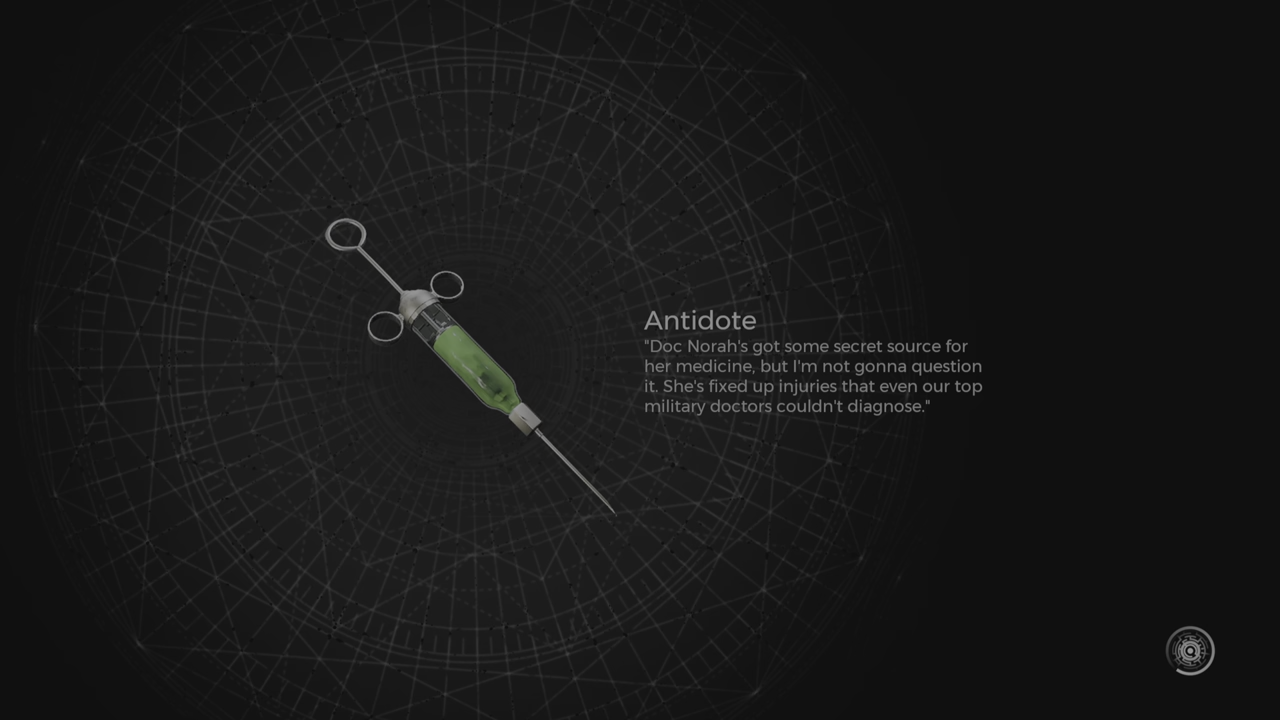 Antidote
"Doc Norah's got some secret source for
her medicine, but I'm not gonna question
it. She's fixed up injuries that even our top
military doctors couldn't diagnose."